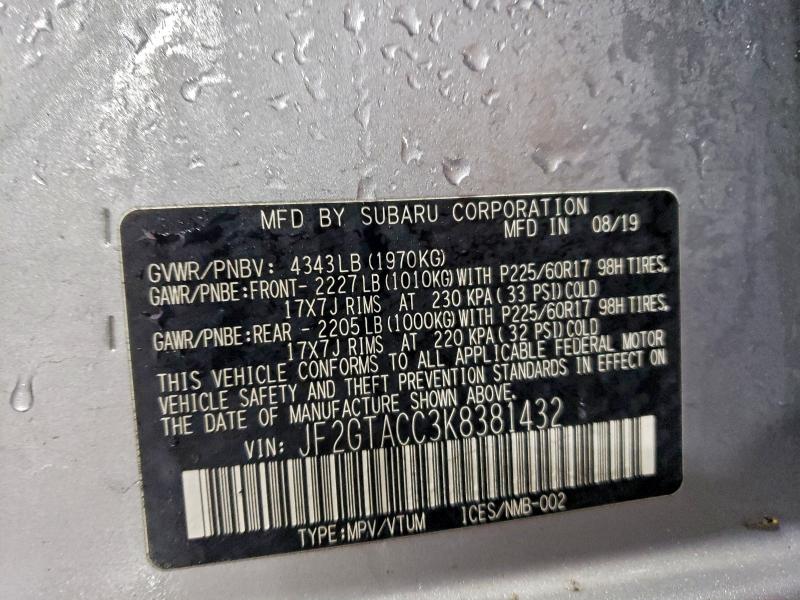 MFD BY SUBARU CORPORATION
MFD IN 08/19
GVWR/PNBV: 4343LB (1970KG)
GAWR/PNBE:FRONT- 2227LB (1010KG) WITH P225/60R17 98H TIRES,
17X7J RIMS AT 230 KPA (33 PSI) COLD
GAWR/PNBE:REAR - 2205LB (1000KG) WITH P225/60R17 98H TIRES,
17X7J RIMS AT 220 KPA (32 PSI) COLD
THIS VEHICLE CONFORMS TO ALL APPLICABLE FEDERAL MOTOR
VEHICLE SAFETY AND THEFT PREVENTION STANDARDS IN EFFECT ON
THE DATE OF MANUFACTURE SHOWN ABOVE.
VIN: JF2GTACC3K8381432
TYPE:MPV/VTUM ICES/NMB-002